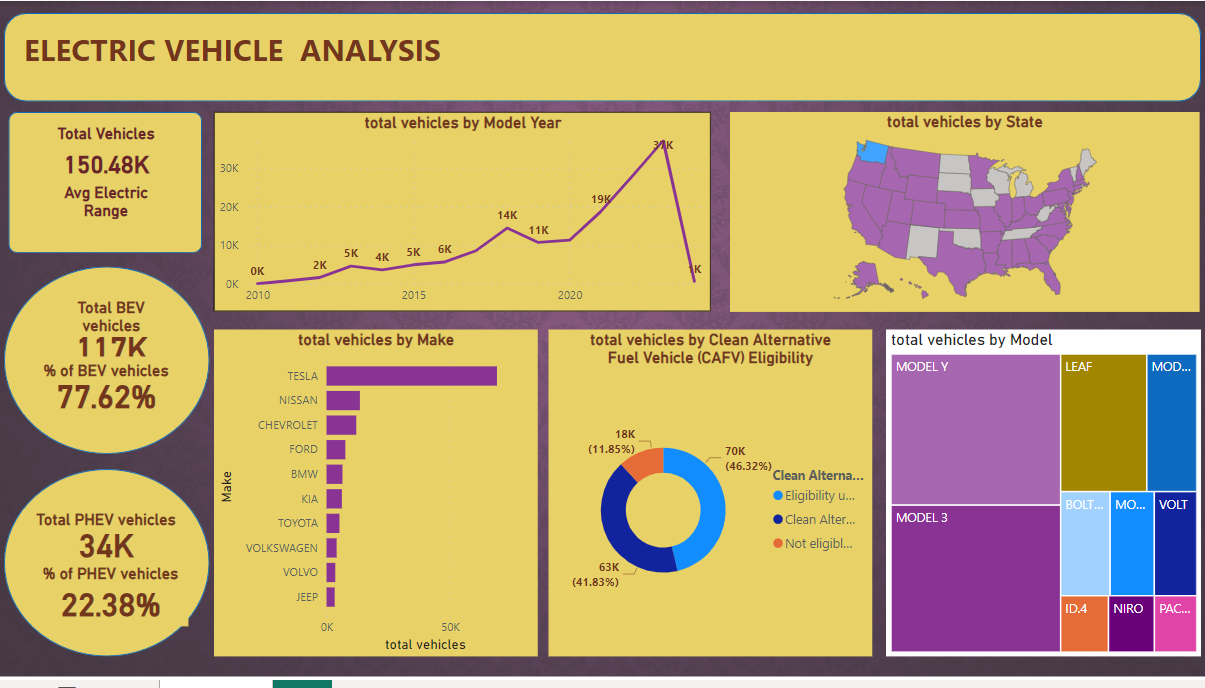 ELECTRIC VEHICLE ANALYSIS
Total Vehicles
150.48K
Avg Electric
Range
Total BEV
vehicles
117K
% of BEV vehicles
77.62%
Total PHEV vehicles
34K
% of PHEV vehicles
22.38%
total vehicles by Model Year
30K
20K
10K
0K
0K
2K
5K
4K
5K
6K
14K
11K
19K
37K
1K
2010
2015
2020
total vehicles by State
total vehicles by Make
Make
TESLA
NISSAN
CHEVROLET
FORD
BMW
KIA
TOYOTA
VOLKSWAGEN
VOLVO
JEEP
0K
50K
total vehicles
total vehicles by Clean Alternative
Fuel Vehicle (CAFV) Eligibility
18K
(11.85%)
70K
(46.32%)
63K
(41.83%)
Clean Alterna...
Eligibility u...
Clean Alter...
Not eligibl...
total vehicles by Model
MODEL Y
MODEL 3
LEAF
MOD...
BOLT...
MO...
VOLT
ID.4
NIRO
PAC...